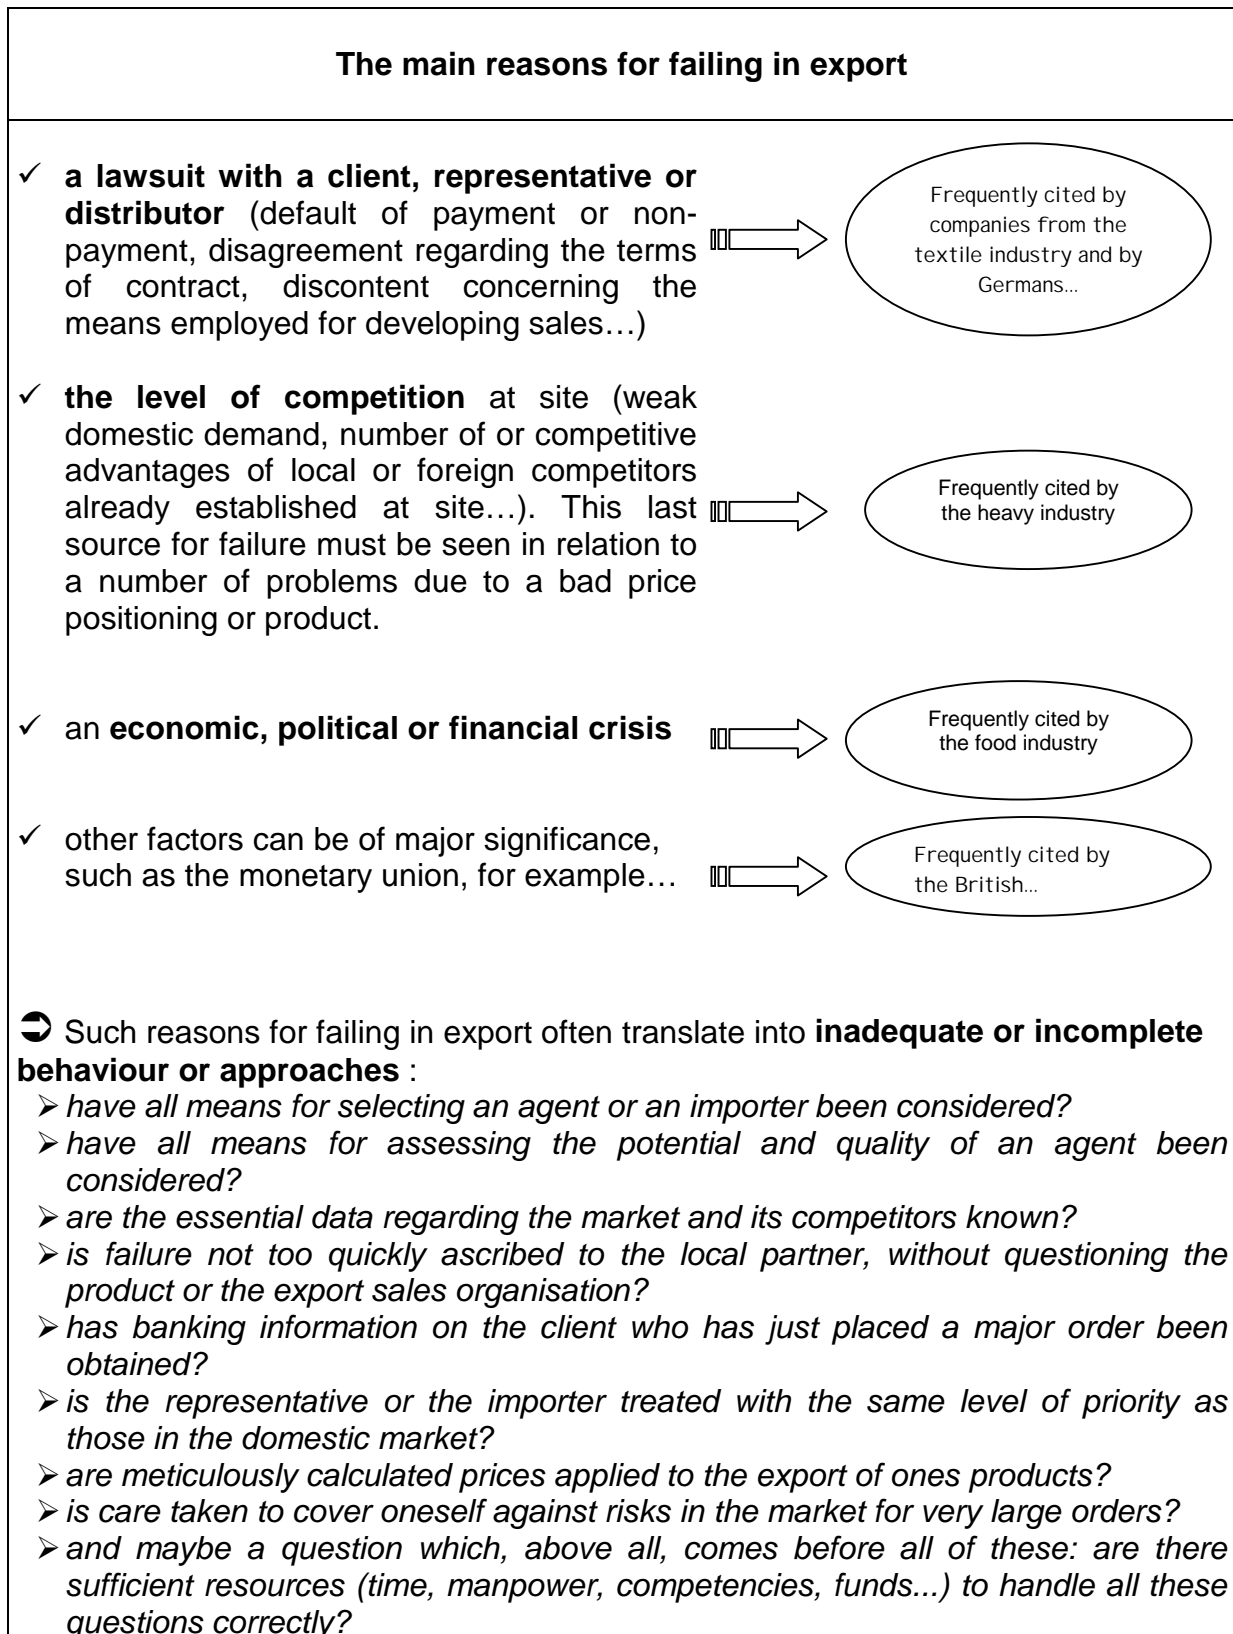 The main reasons for failing in export
✓ a lawsuit with a client, representative or
distributor (default of payment or non-
payment, disagreement regarding the terms
of contract, discontent concerning the
means employed for developing sales…)
Frequently cited by
companies from the
textile industry and by
Germans…
✓ the level of competition at site (weak
domestic demand, number of or competitive
advantages of local or foreign competitors
already established at site…). This last
source for failure must be seen in relation to
a number of problems due to a bad price
positioning or product.
Frequently cited by
the heavy industry
✓ an economic, political or financial crisis
Frequently cited by
the food industry
✓ other factors can be of major significance,
such as the monetary union, for example…
Frequently cited by
the British…
➲ Such reasons for failing in export often translate into inadequate or incomplete
behaviour or approaches :
➢ have all means for selecting an agent or an importer been considered?
➢ have all means for assessing the potential and quality of an agent been
considered?
➢ are the essential data regarding the market and its competitors known?
➢ is failure not too quickly ascribed to the local partner, without questioning the
product or the export sales organisation?
➢ has banking information on the client who has just placed a major order been
obtained?
➢ is the representative or the importer treated with the same level of priority as
those in the domestic market?
➢ are meticulously calculated prices applied to the export of ones products?
➢ is care taken to cover oneself against risks in the market for very large orders?
➢ and maybe a question which, above all, comes before all of these: are there
sufficient resources (time, manpower, competencies, funds...) to handle all these
questions correctly?